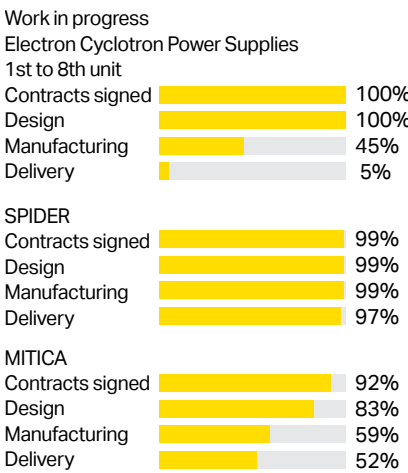 Work in progress
Electron Cyclotron Power Supplies
1st to 8th unit
Contracts signed 100%
Design 100%
Manufacturing 45%
Delivery 5%
SPIDER
Contracts signed 99%
Design 99%
Manufacturing 99%
Delivery 97%
MITICA
Contracts signed 92%
Design 83%
Manufacturing 59%
Delivery 52%